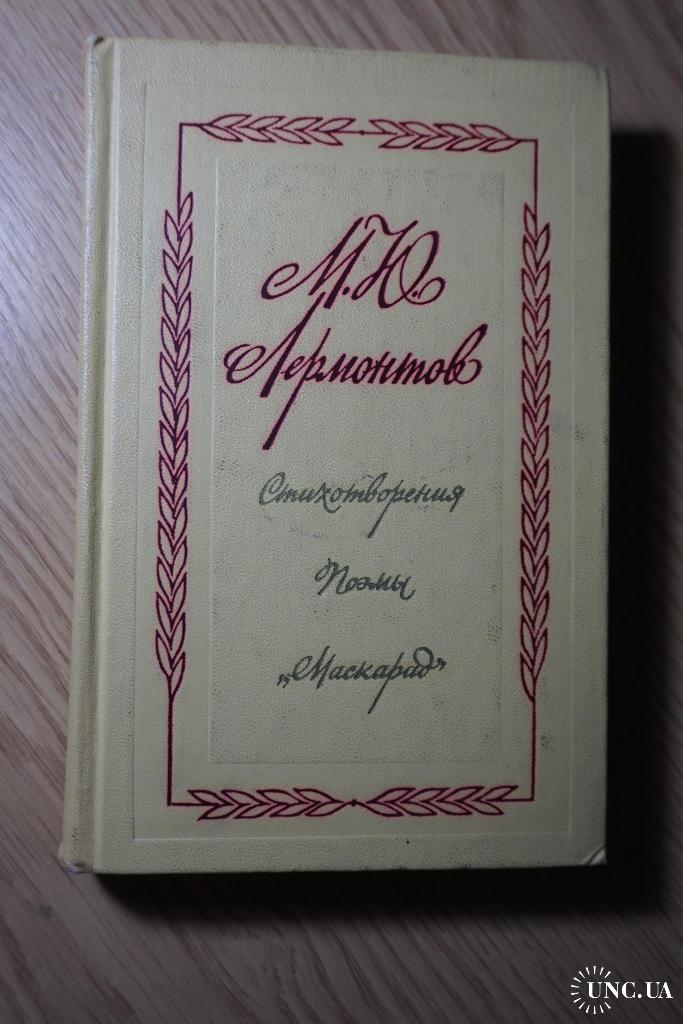 М.Ю.
Лермонтов
Стихотворения
Поэмы
„Маскарад”
UNC.UA